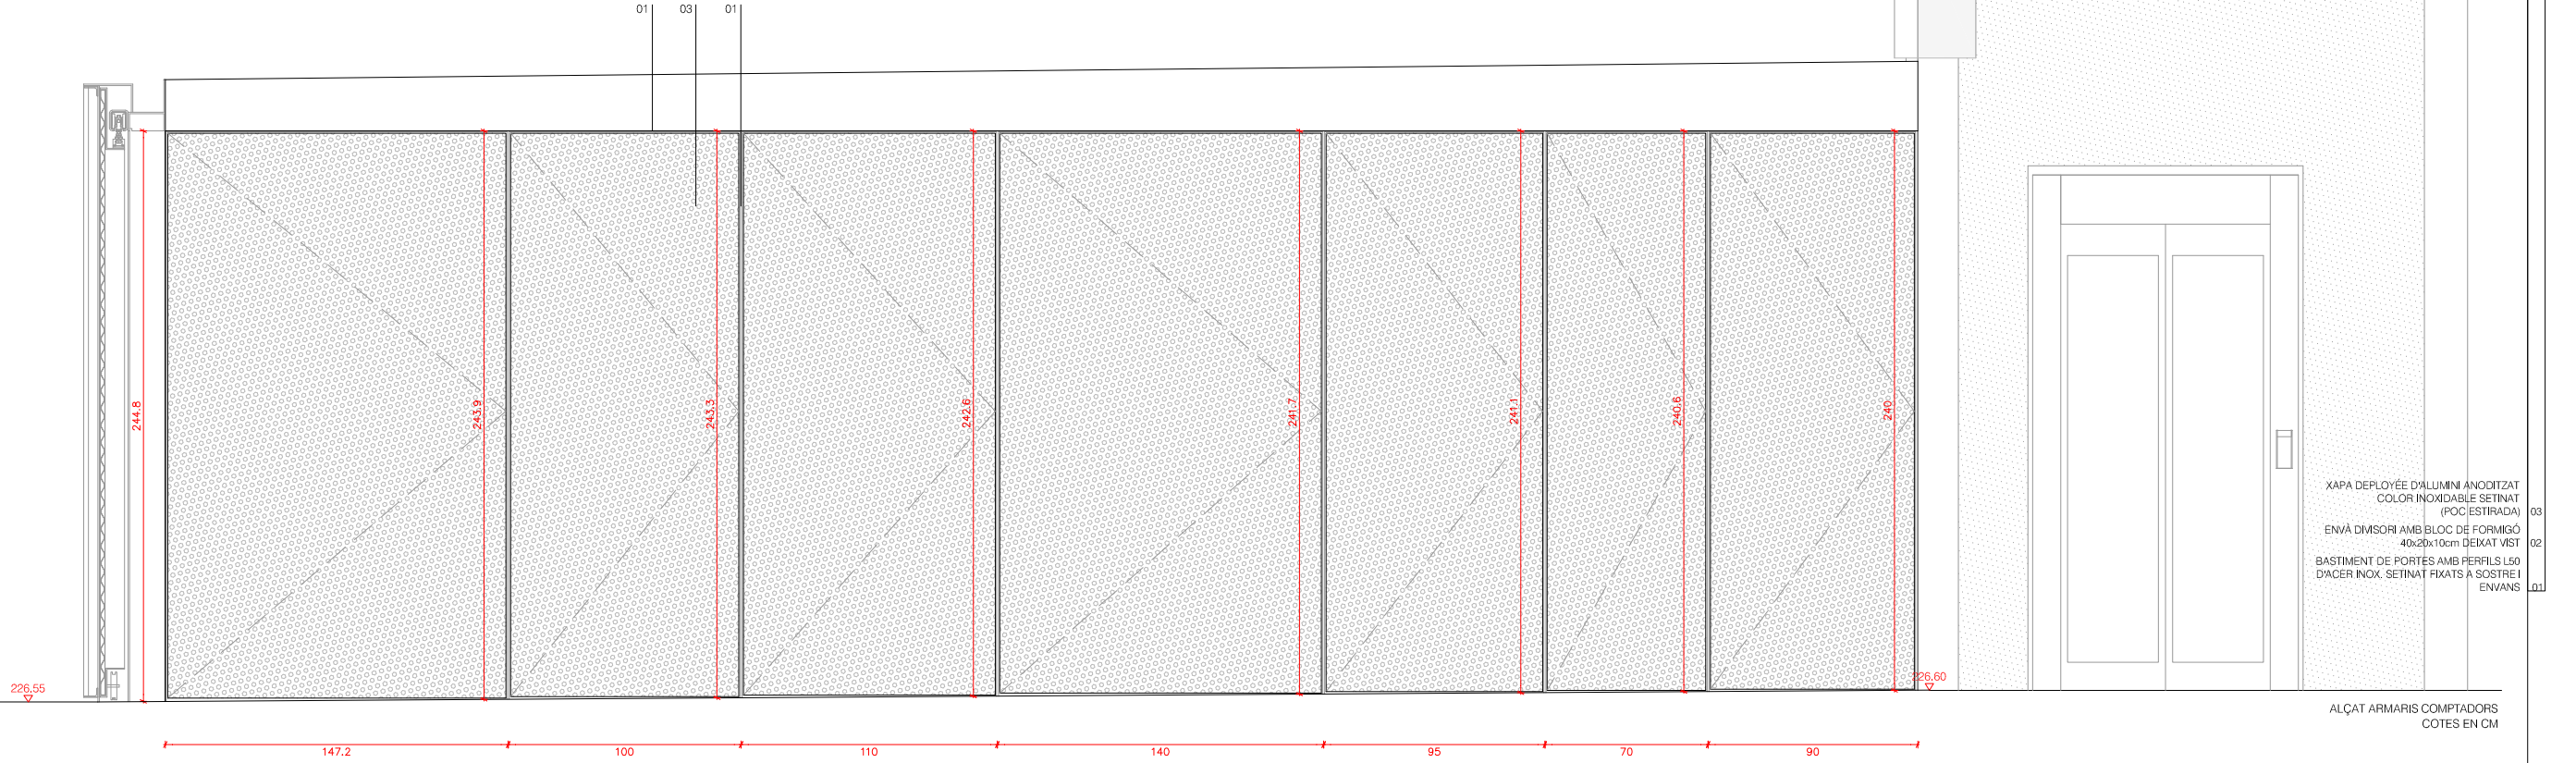 01 03 01
244.8 243.9 243.3 242.6 241.7 241.1 240.6 240
XAPA DEPLOYÉE D'ALUMINI ANODITZAT
COLOR INOXIDABLE SETINAT
(POC ESTIRADA) 03
ENVÀ DIVISORI AMB BLOC DE FORMIGÓ
40x20x10cm DEIXAT VIST 02
BASTIMENT DE PORTES AMB PERFILS L50
D'ACER INOX. SETINAT FIXATS A SOSTRE I
ENVANS 01
226.55 226.60
ALÇAT ARMARIS COMPTADORS
COTES EN CM
147.2 100 110 140 95 70 90